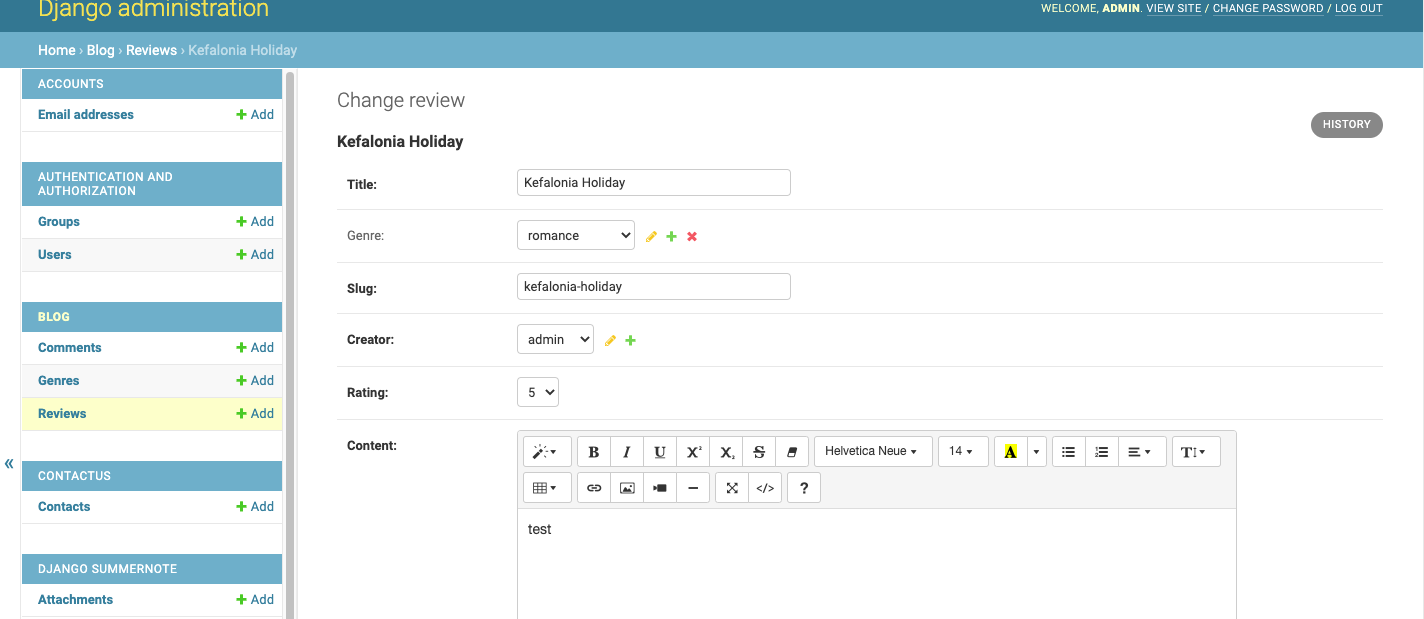 Django administration
WELCOME, ADMIN. VIEW SITE / CHANGE PASSWORD / LOG OUT
Home › Blog › Reviews › Kefalonia Holiday
ACCOUNTS
Email addresses + Add
AUTHENTICATION AND
AUTHORIZATION
Groups + Add
Users + Add
BLOG
Comments + Add
Genres + Add
Reviews + Add
«
CONTACTUS
Contacts + Add
DJANGO SUMMERNOTE
Attachments + Add
Change review
HISTORY
Kefalonia Holiday
Title: Kefalonia Holiday
Genre: romance
Slug: kefalonia-holiday
Creator: admin
Rating: 5
Content:
B I U X² X₂ S Helvetica Neue 14 A T
</> ?
test